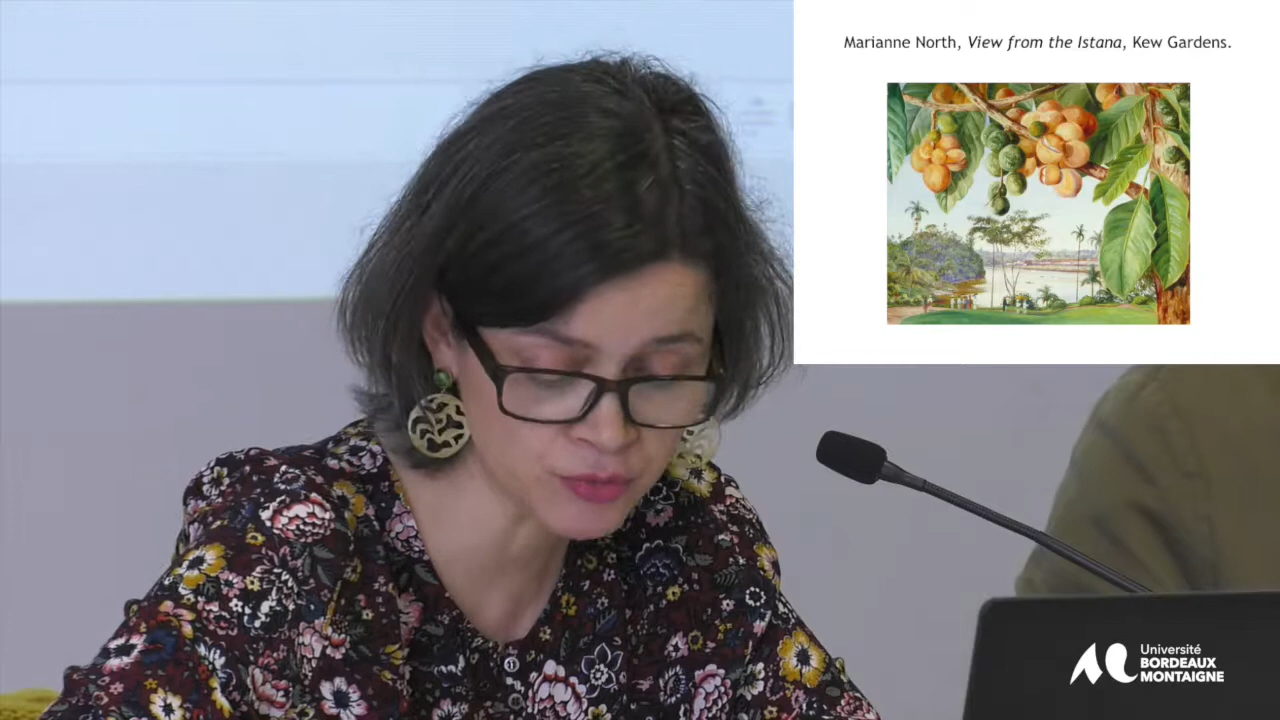 Marianne North, View from the Istana, Kew Gardens.
Université
BORDEAUX
MONTAIGNE